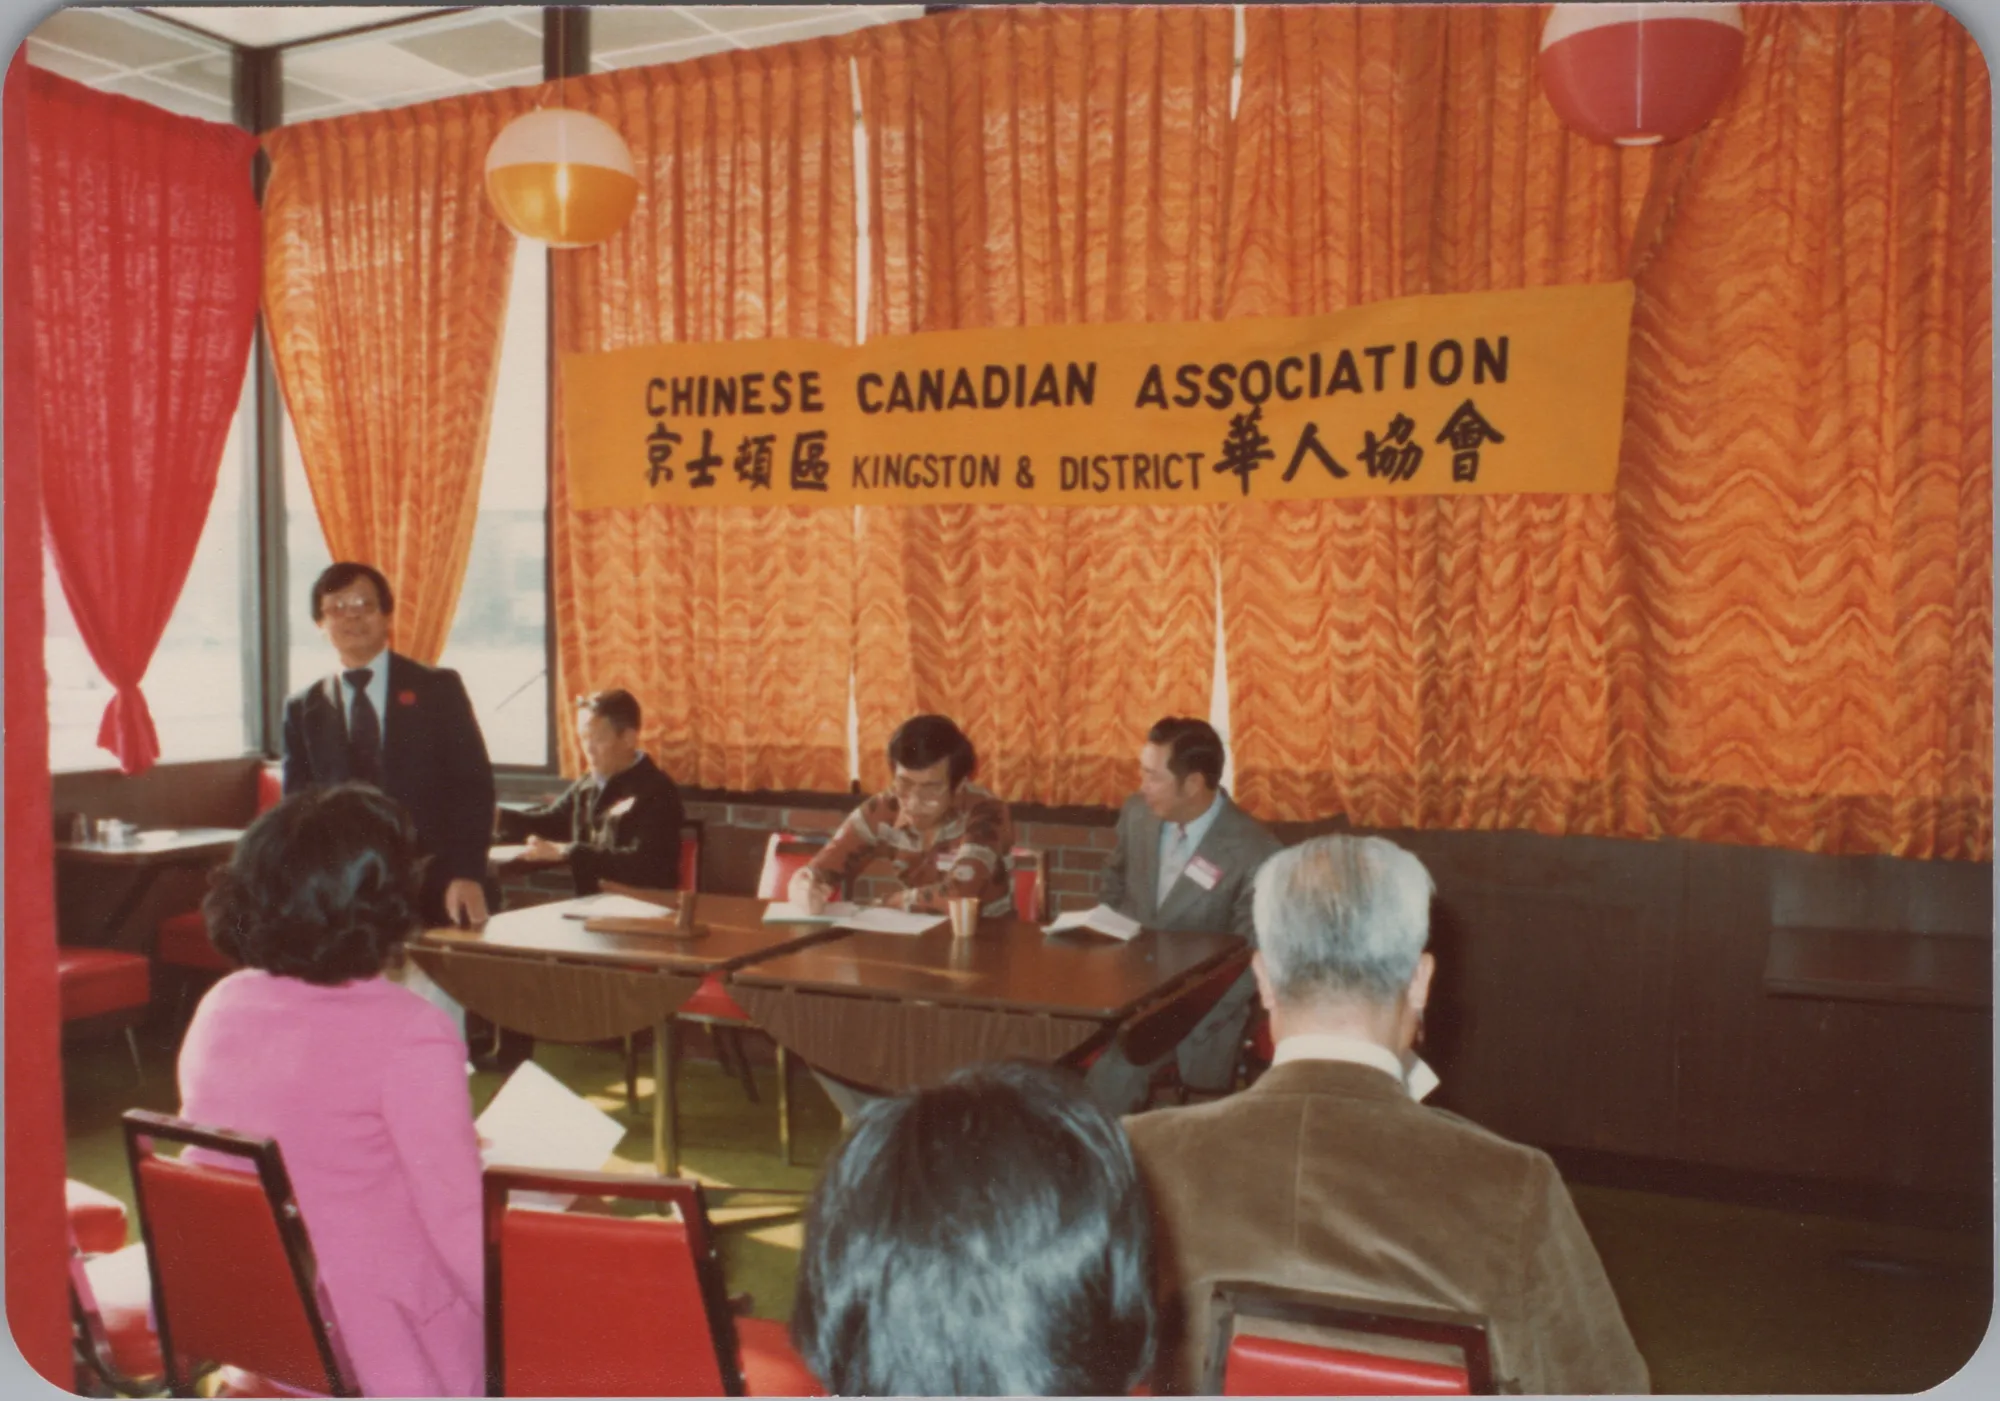 CHINESE CANADIAN ASSOCIATION
京士頓區 KINGSTON & DISTRICT 華人協會